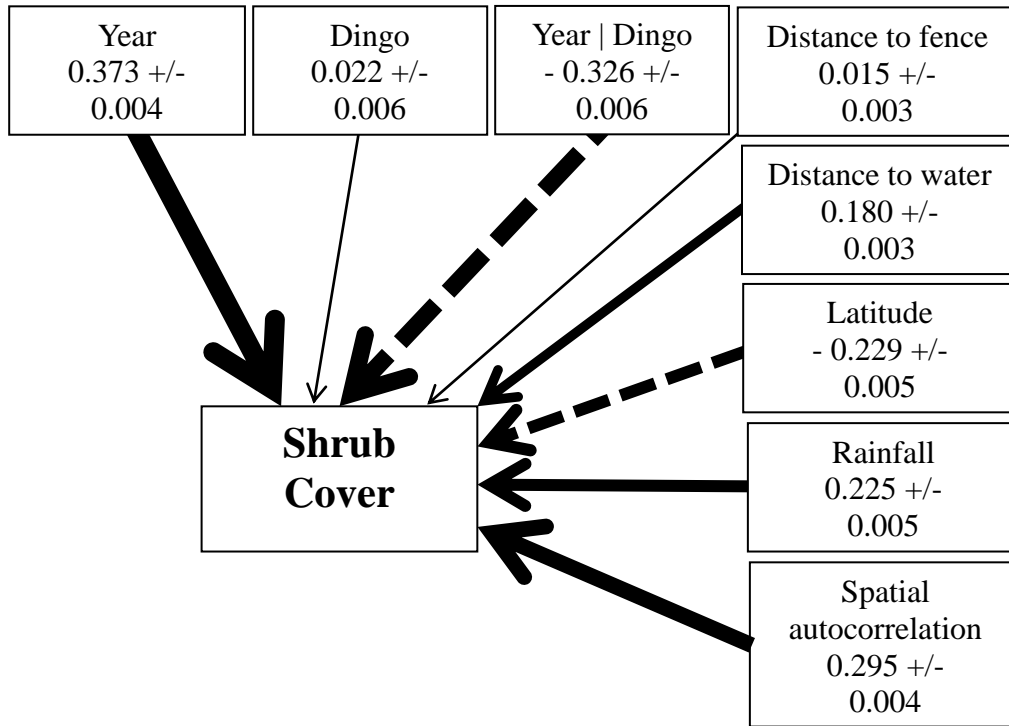 Year
0.373 +/-
0.004
Dingo
0.022 +/-
0.006
Year | Dingo
- 0.326 +/-
0.006
Distance to fence
0.015 +/-
0.003
Distance to water
0.180 +/-
0.003
Latitude
- 0.229 +/-
0.005
Rainfall
0.225 +/-
0.005
Spatial
autocorrelation
0.295 +/-
0.004
Shrub
Cover